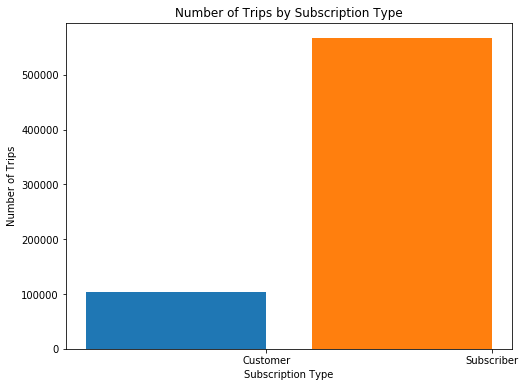 Number of Trips by Subscription Type
Number of Trips
500000
400000
300000
200000
100000
0
Customer
Subscriber
Subscription Type